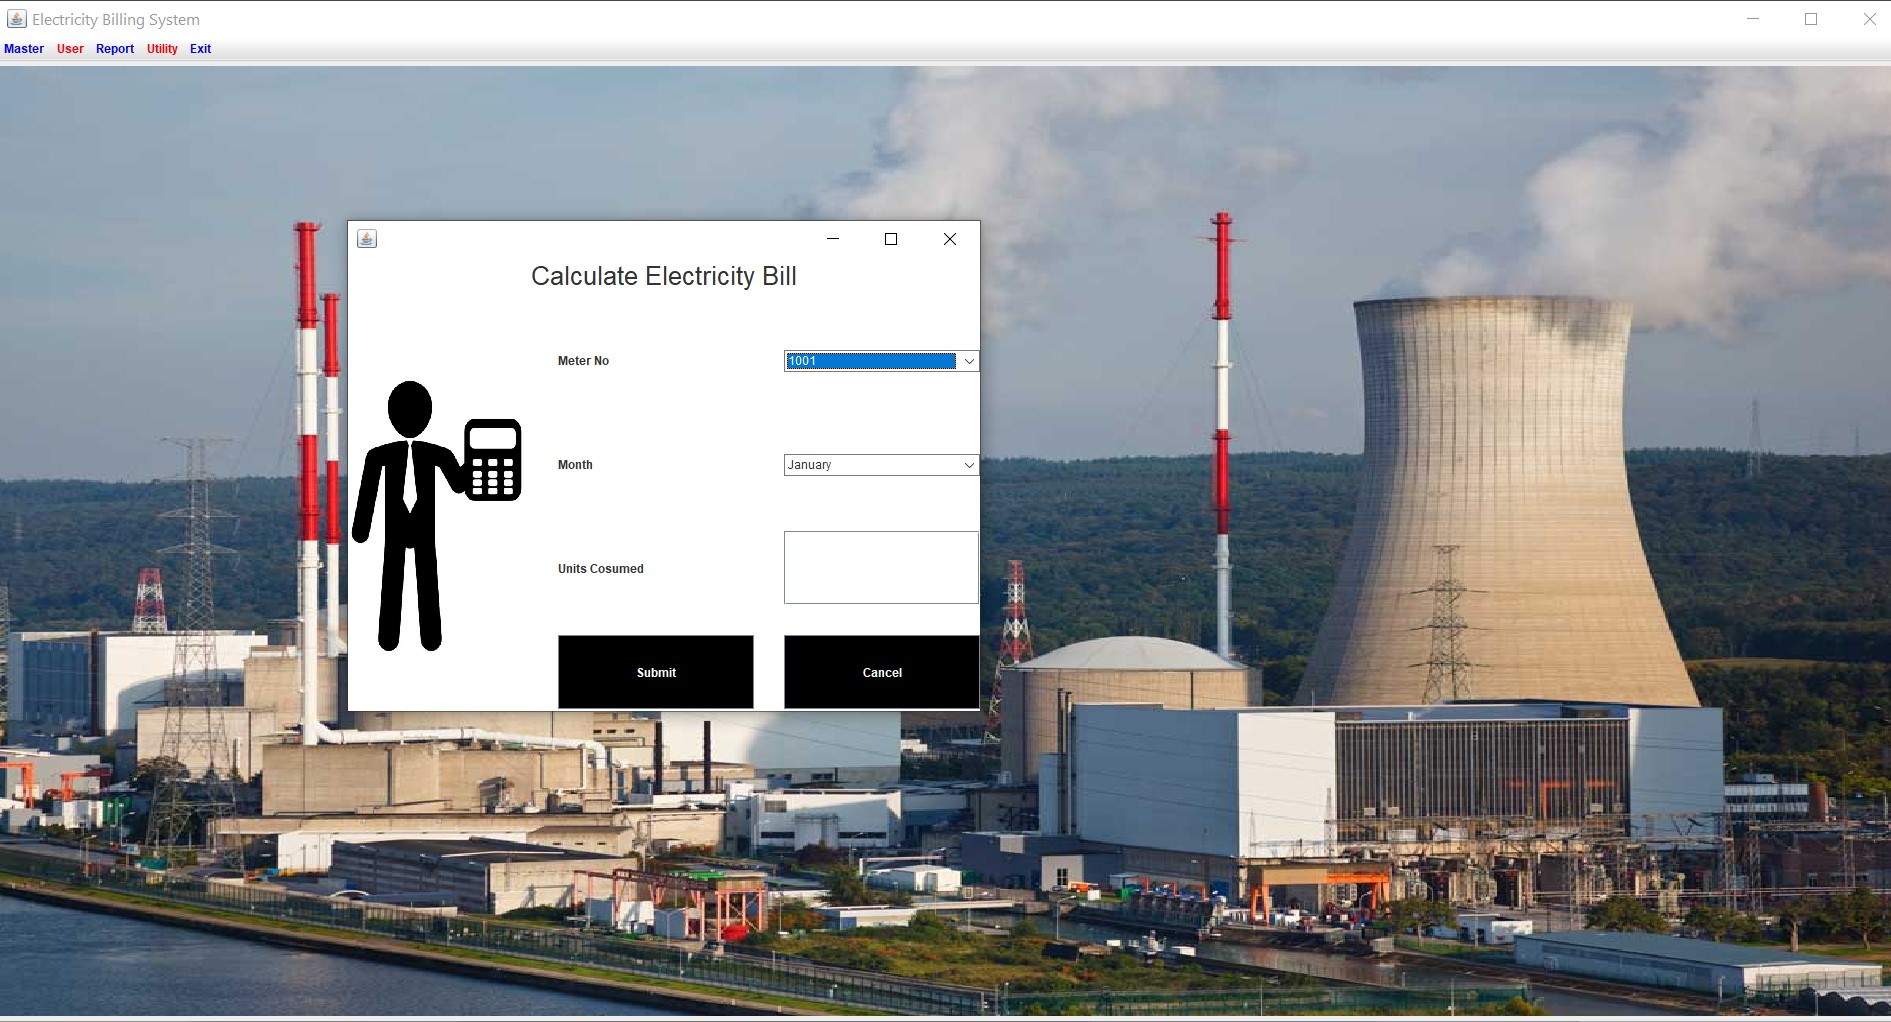 Electricity Billing System
Master User Report Utility Exit
Calculate Electricity Bill
Meter No 1001
Month January
Units Cosumed
Submit Cancel